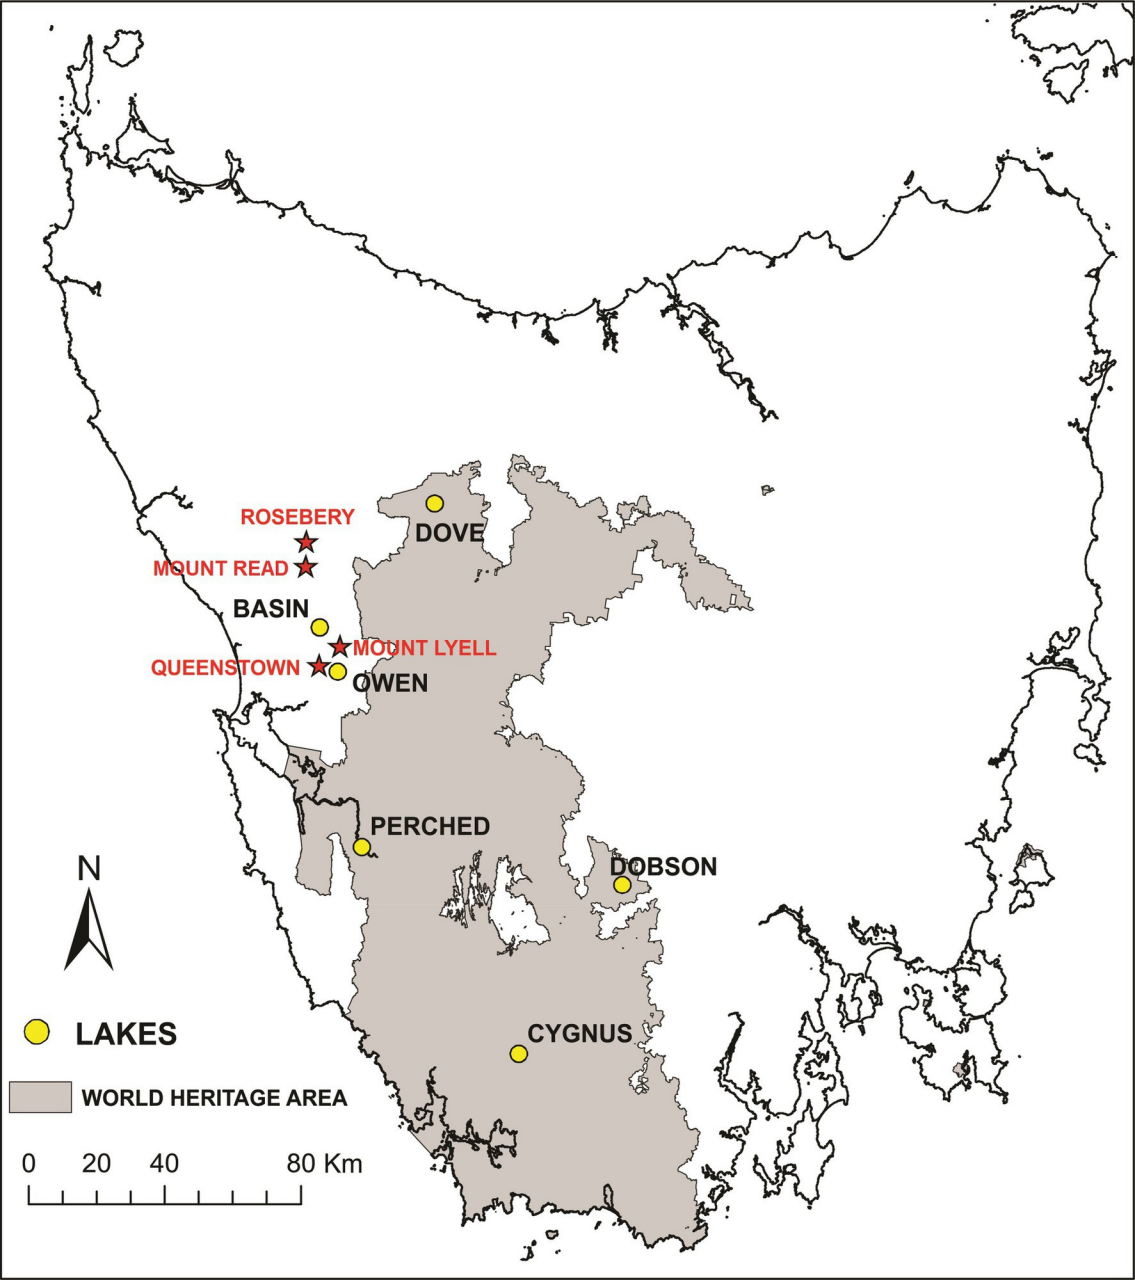 ROSEBERY
DOVE
MOUNT READ
BASIN
MOUNT LYELL
QUEENSTOWN
OWEN
PERCHED
DOBSON
N
CYGNUS
LAKES
WORLD HERITAGE AREA
0 20 40 80 Km